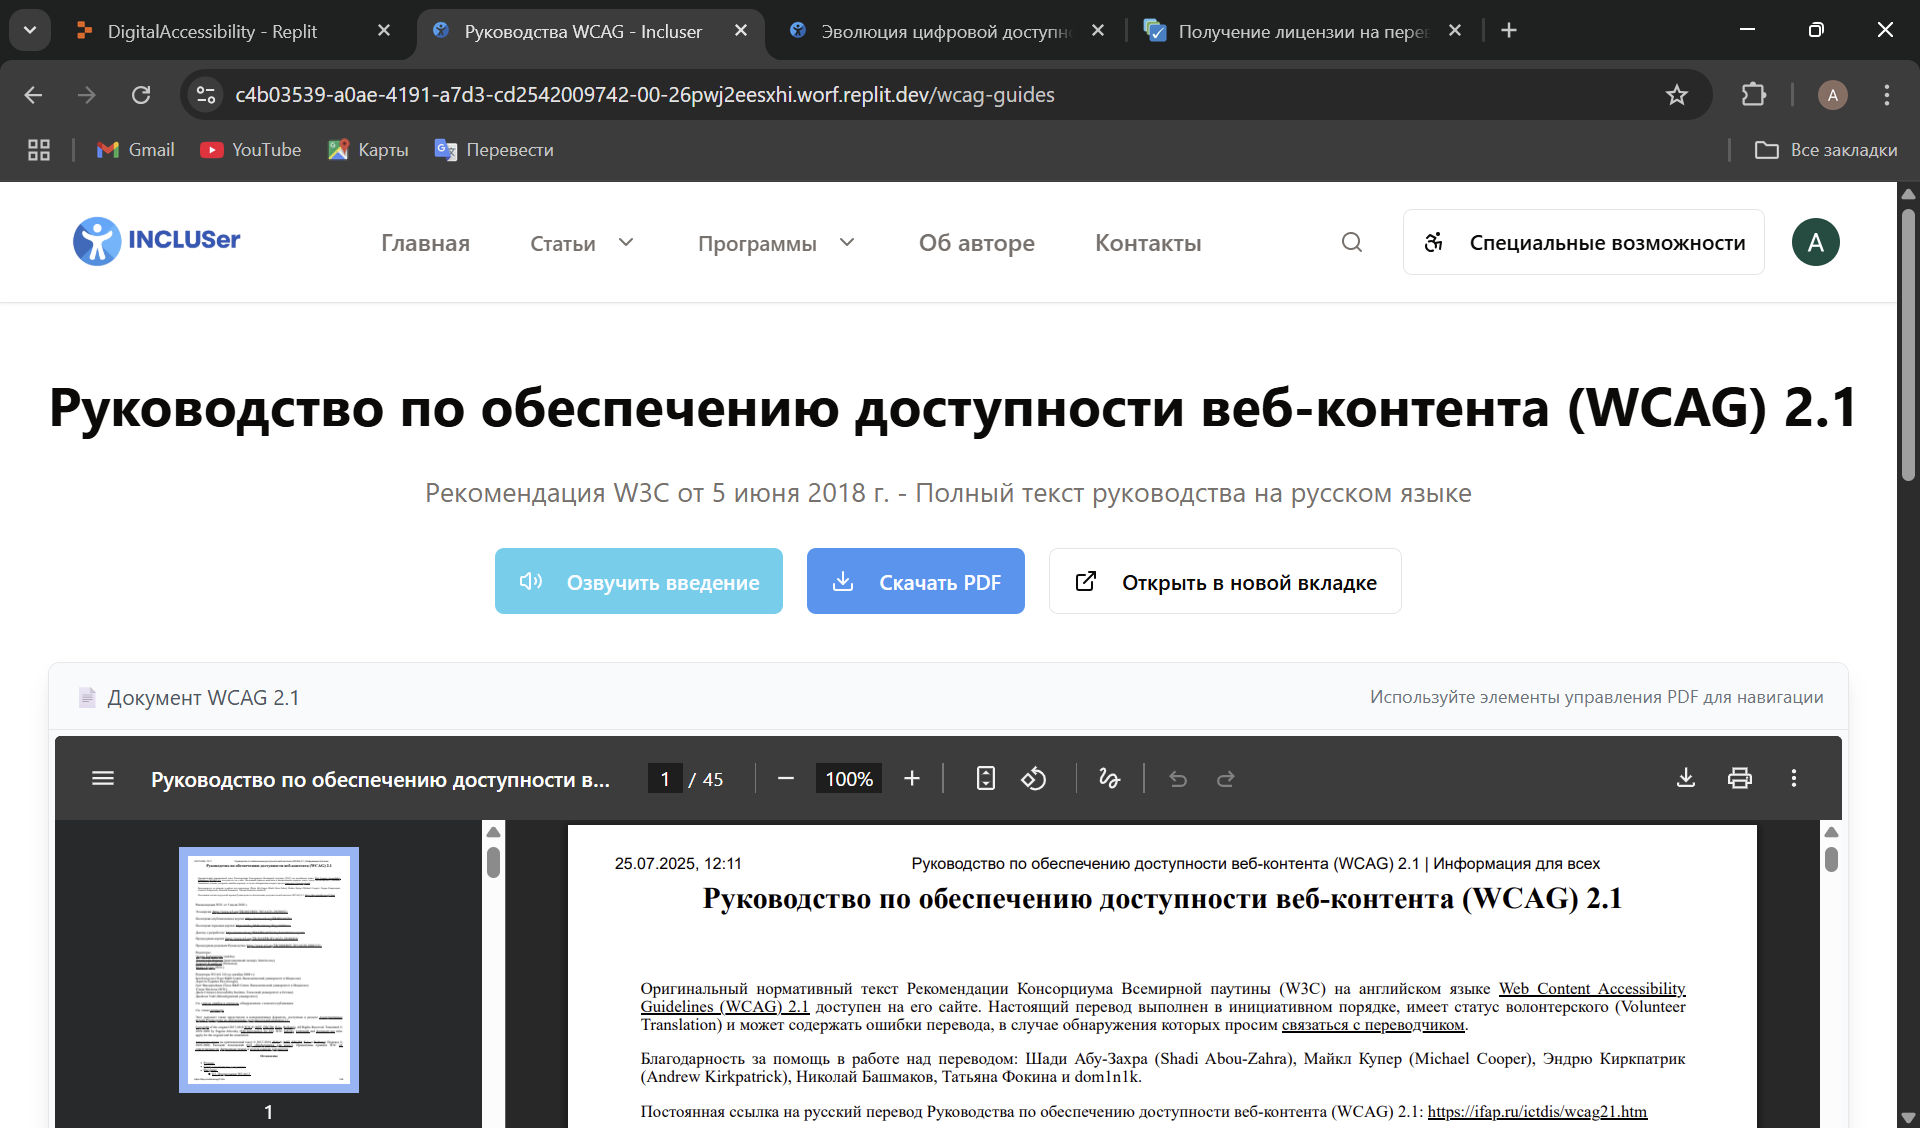 DigitalAccessibility - Replit
Руководства WCAG - Incluser
Эволюция цифровой доступн
Получение лицензии на перев
c4b03539-a0ae-4191-a7d3-cd2542009742-00-26pwj2eesxhi.worf.replit.dev/wcag-guides
A
Gmail
YouTube
Карты
Перевести
Все закладки
INCLUSer
Главная
Статьи
Программы
Об авторе
Контакты
Специальные возможности
A
Руководство по обеспечению доступности веб-контента (WCAG) 2.1
Рекомендация W3C от 5 июня 2018 г. - Полный текст руководства на русском языке
Озвучить введение
Скачать PDF
Открыть в новой вкладке
Документ WCAG 2.1
Используйте элементы управления PDF для навигации
Руководство по обеспечению доступности в...
1 / 45
100%
25.07.2025, 12:11
Руководство по обеспечению доступности веб-контента (WCAG) 2.1 | Информация для всех
Руководство по обеспечению доступности веб-контента (WCAG) 2.1
Оригинальный нормативный текст Рекомендации Консорциума Всемирной паутины (W3C) на английском языке Web Content Accessibility
Guidelines (WCAG) 2.1 доступен на его сайте. Настоящий перевод выполнен в инициативном порядке, имеет статус волонтерского (Volunteer
Translation) и может содержать ошибки перевода, в случае обнаружения которых просим связаться с переводчиком.
Благодарность за помощь в работе над переводом: Шади Абу-Захра (Shadi Abou-Zahra), Майкл Купер (Michael Cooper), Эндрю Киркпатрик
(Andrew Kirkpatrick), Николай Башмаков, Татьяна Фокина и dom1n1k.
Постоянная ссылка на русский перевод Руководства по обеспечению доступности веб-контента (WCAG) 2.1: https://ifap.ru/ictdis/wcag21.htm
1